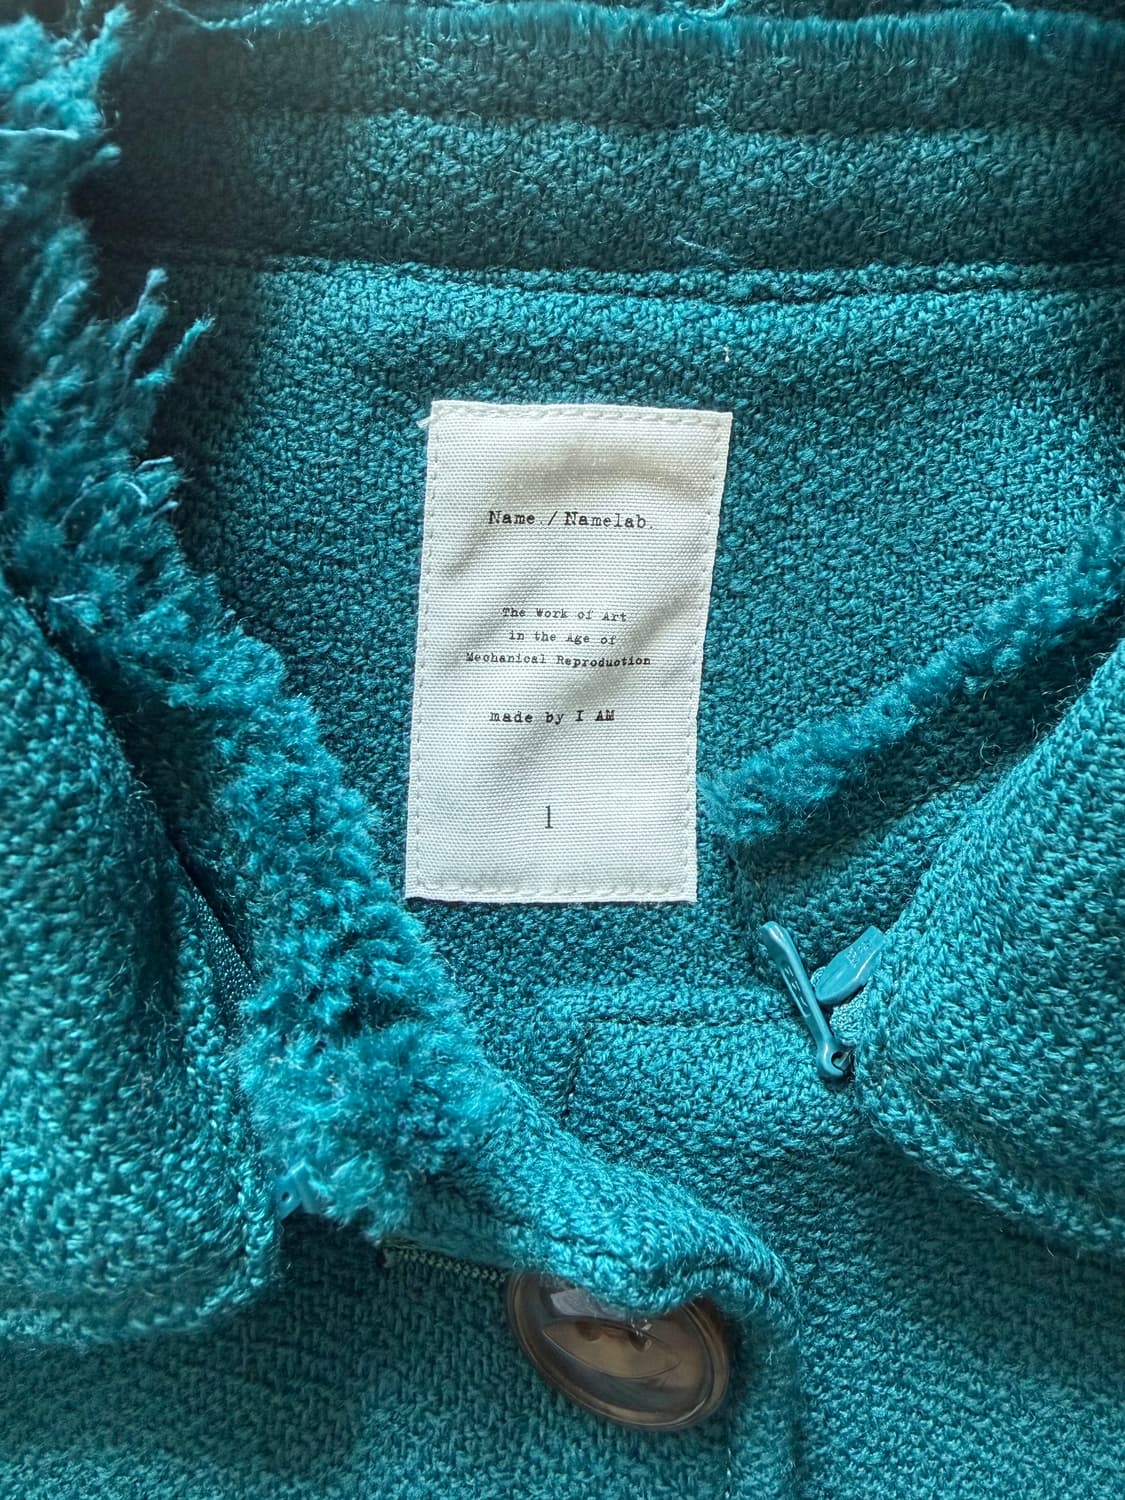 Name./Namelab.
The Work of Art
in the Age of
Mechanical Reproduction
made by I AM
1